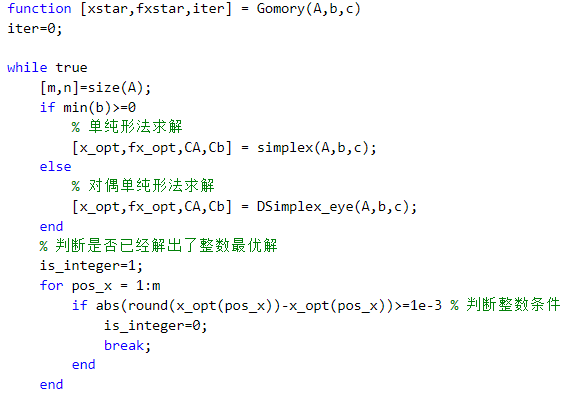 function [xstar,fxstar,iter] = Gomory(A,b,c)
iter=0;

while true
    [m,n]=size(A);
    if min(b)>=0
        % 单纯形法求解
        [x_opt,fx_opt,CA,Cb] = simplex(A,b,c);
    else
        % 对偶单纯形法求解
        [x_opt,fx_opt,CA,Cb] = DSimplex_eye(A,b,c);
    end
    % 判断是否已经解出了整数最优解
    is_integer=1;
    for pos_x = 1:m
        if abs(round(x_opt(pos_x))-x_opt(pos_x))>=1e-3 % 判断整数条件
            is_integer=0;
            break;
        end
    end